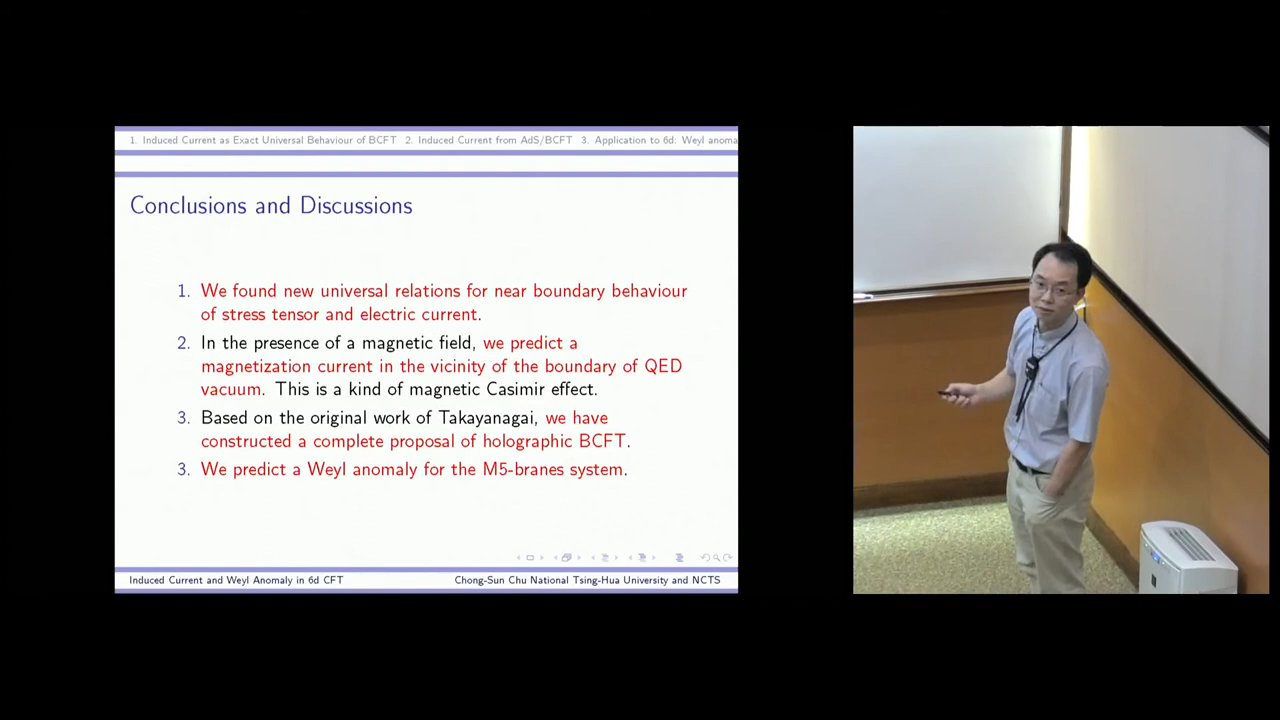 1. Induced Current as Exact Universal Behaviour of BCFT 2. Induced Current from AdS/BCFT 3. Application to 6d: Weyl anoma
Conclusions and Discussions
1. We found new universal relations for near boundary behaviour
of stress tensor and electric current.
2. In the presence of a magnetic field, we predict a
magnetization current in the vicinity of the boundary of QED
vacuum. This is a kind of magnetic Casimir effect.
3. Based on the original work of Takayanagai, we have
constructed a complete proposal of holographic BCFT.
3. We predict a Weyl anomaly for the M5-branes system.
Induced Current and Weyl Anomaly in 6d CFT
Chong-Sun Chu National Tsing-Hua University and NCTS